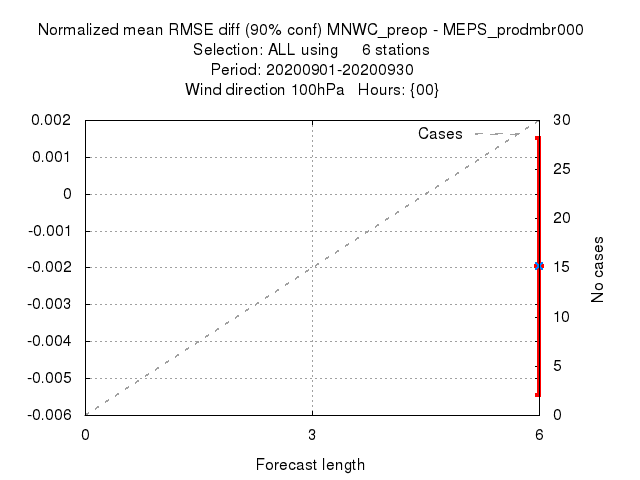 Normalized mean RMSE diff (90% conf) MNWC_preop - MEPS_prodmbr000
Selection: ALL using      6 stations
Period: 20200901-20200930
Wind direction 100hPa   Hours: {00}
Cases
0.002
0.001
0
-0.001
-0.002
-0.003
-0.004
-0.005
-0.006
30
25
20
15
10
5
0
No cases
0 3 6
Forecast length